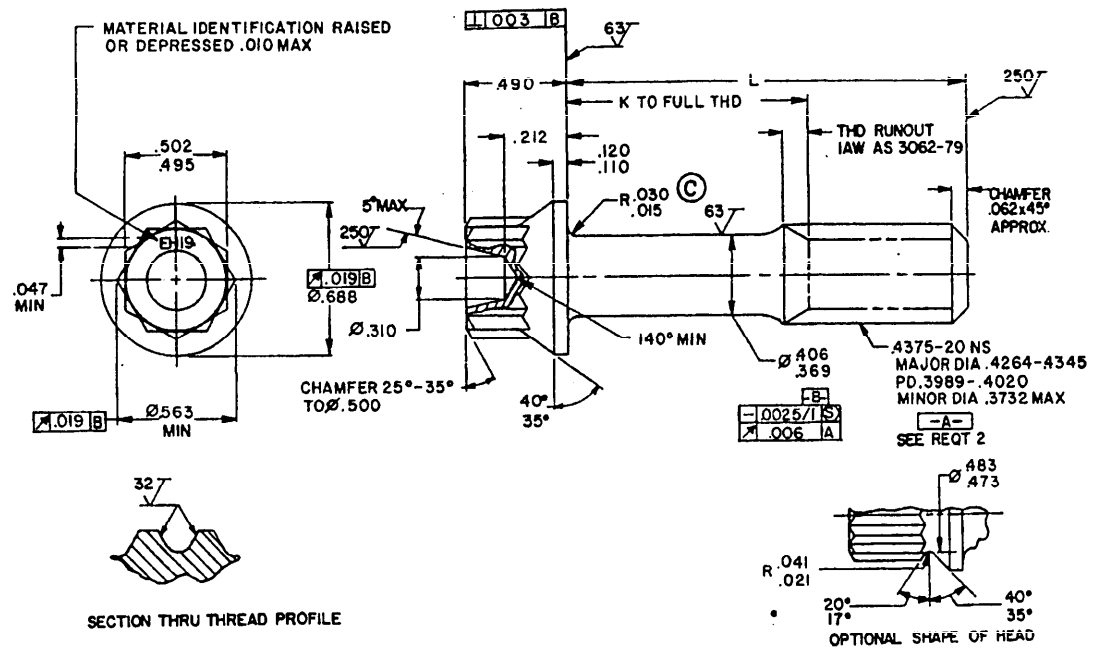 MATERIAL IDENTIFICATION RAISED
OR DEPRESSED .010 MAX
⊥ .003 B
63
.490
L
250
K TO FULL THD
.212
THD RUNOUT
IAW AS 3062-79
.120
.110
.502
.495
R.030
.015
C
63
CHAMFER
.062x45°
APPROX.
5° MAX
250
EH19
.047
MIN
↗ .019 B
Ø.688
Ø.310
140° MIN
Ø .406
.369
.4375-20 NS
MAJOR DIA .4264-.4345
PD.3989-.4020
MINOR DIA .3732 MAX
CHAMFER 25°-35°
TO Ø.500
40°
35°
-B-
— .0025/1 S
↗ .006 A
-A-
SEE REQT 2
↗ .019 B
Ø.563
MIN
32
SECTION THRU THREAD PROFILE
Ø .483
.473
R .041
.021
20°
17°
40°
35°
OPTIONAL SHAPE OF HEAD